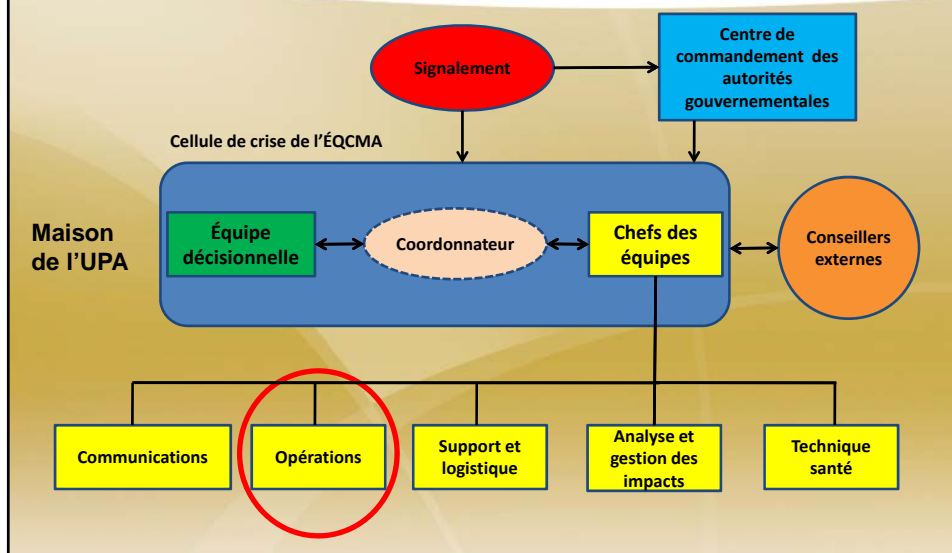 Signalement
Centre de
commandement des
autorités
gouvernementales
Cellule de crise de l'ÉQCMA
Maison
de l'UPA
Équipe
décisionnelle
Coordonnateur
Chefs des
équipes
Conseillers
externes
Communications
Opérations
Support et
logistique
Analyse et
gestion des
impacts
Technique
santé